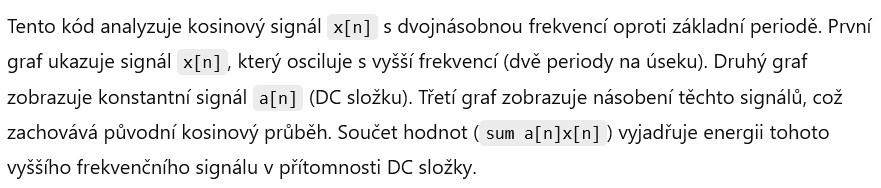 Tento kód analyzuje kosinový signál x[n] s dvojnásobnou frekvencí oproti základní periodě. První
graf ukazuje signál x[n], který osciluje s vyšší frekvencí (dvě periody na úseku). Druhý graf
zobrazuje konstantní signál a[n] (DC složku). Třetí graf zobrazuje násobení těchto signálů, což
zachovává původní kosinový průběh. Součet hodnot (sum a[n]x[n]) vyjadřuje energii tohoto
vyššího frekvenčního signálu v přítomnosti DC složky.